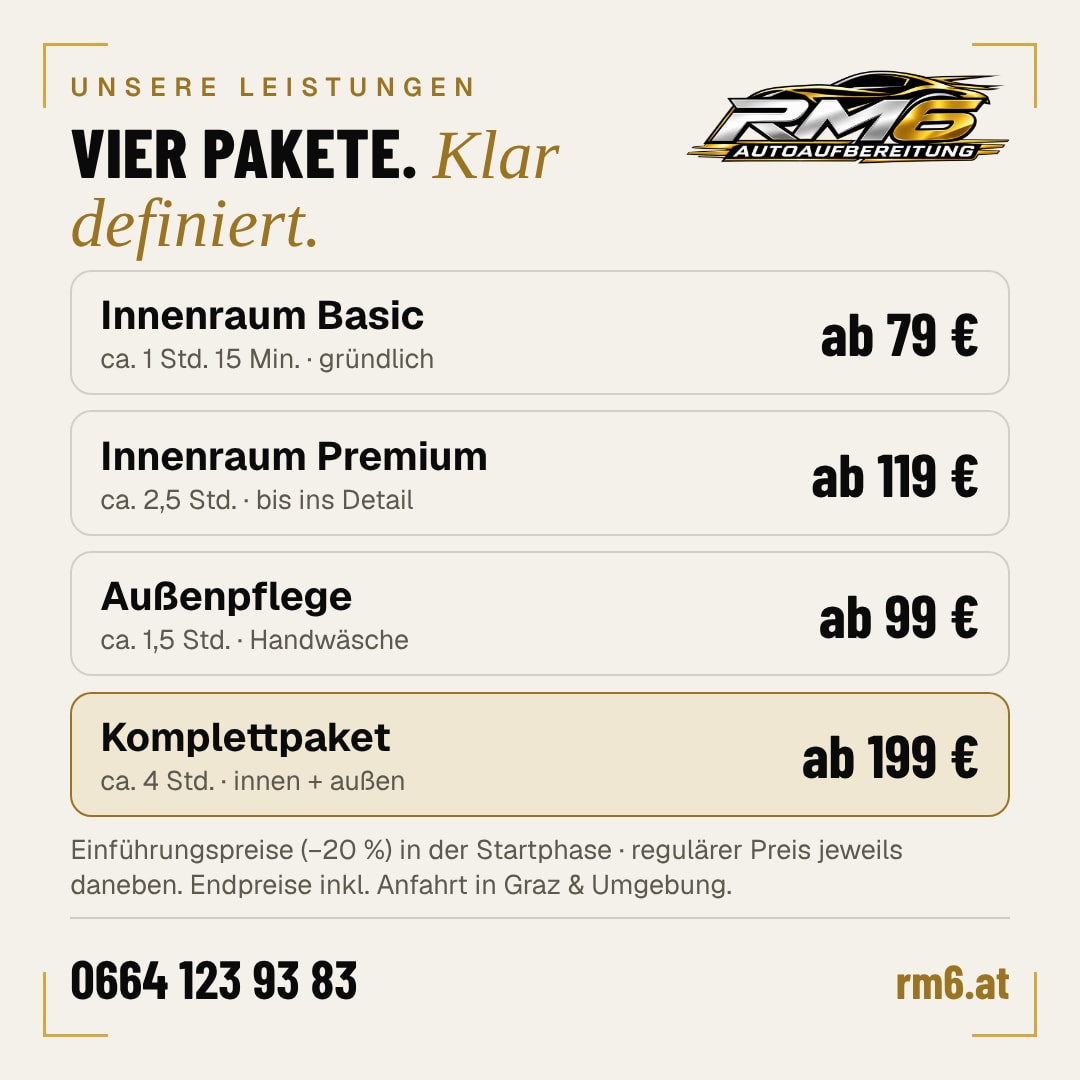 UNSERE LEISTUNGEN
VIER PAKETE. Klar
definiert.
RM6
AUTOAUFBEREITUNG
Innenraum Basic
ca. 1 Std. 15 Min. · gründlich
ab 79 €
Innenraum Premium
ca. 2,5 Std. · bis ins Detail
ab 119 €
Außenpflege
ca. 1,5 Std. · Handwäsche
ab 99 €
Komplettpaket
ca. 4 Std. · innen + außen
ab 199 €
Einführungspreise (−20 %) in der Startphase · regulärer Preis jeweils
daneben. Endpreise inkl. Anfahrt in Graz & Umgebung.
0664 123 93 83
rm6.at